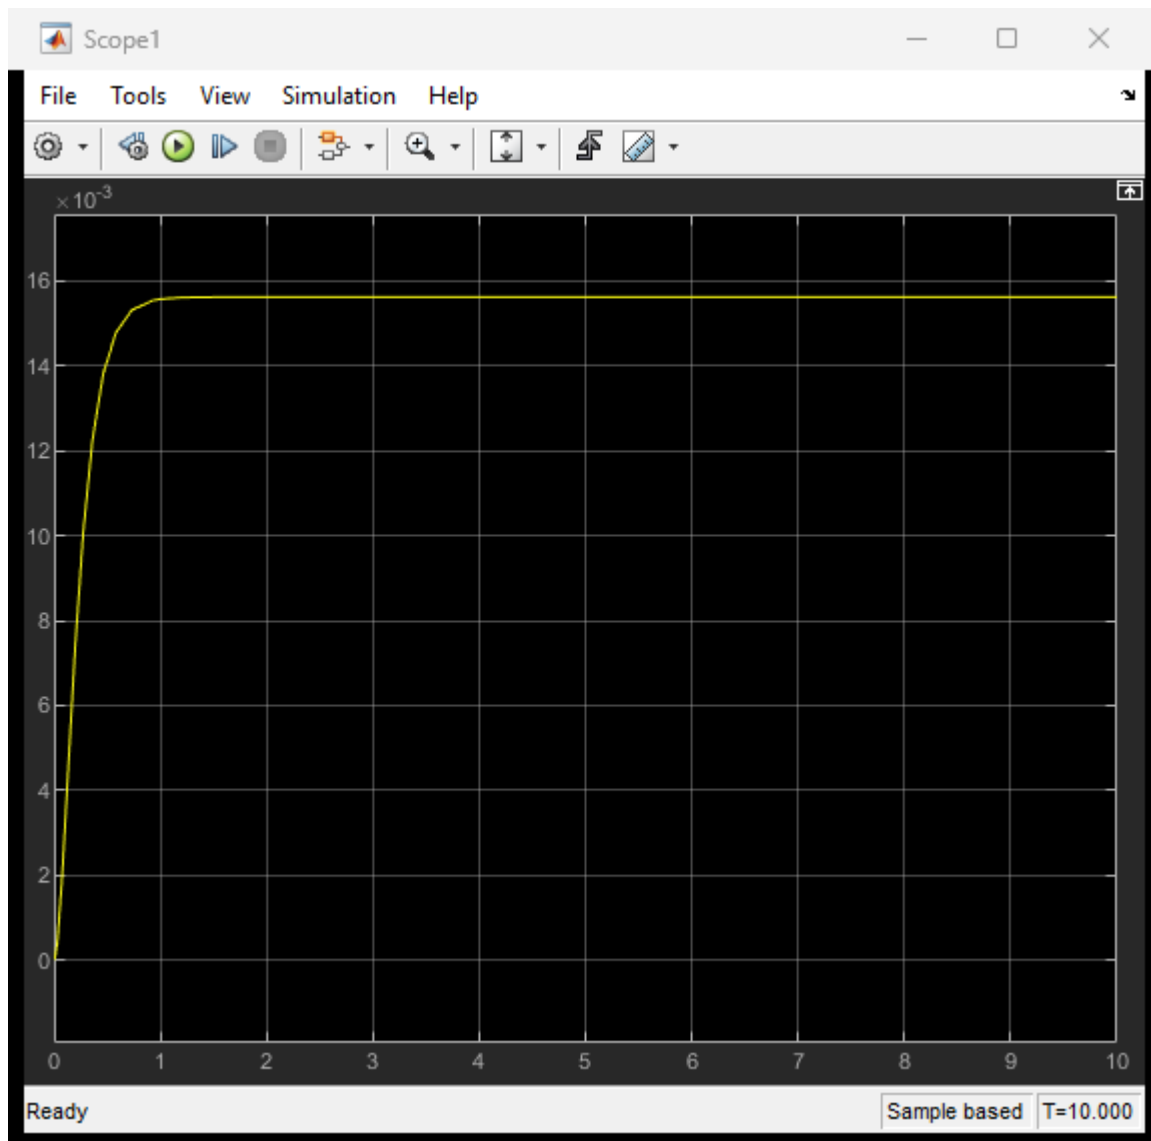 Scope1
File Tools View Simulation Help
×10-3
16
14
12
10
8
6
4
2
0
0 1 2 3 4 5 6 7 8 9 10
Ready Sample based T=10.000